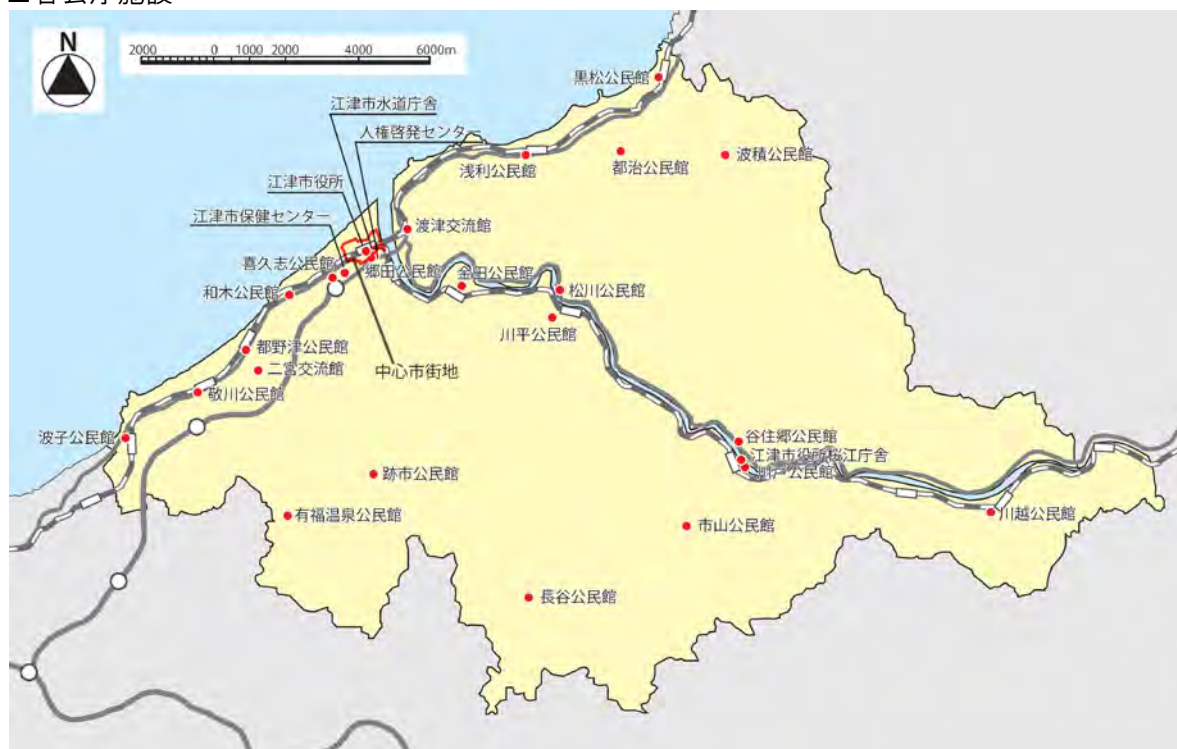 N
2000 0 1000 2000 4000 6000m
黒松公民館
江津市水道庁舎
人権啓発センター
浅利公民館
都治公民館
波積公民館
江津市役所
江津市保健センター
波津交流館
喜久志公民館
郷田公民館
金田公民館
和木公民館
松川公民館
川平公民館
都野津公民館
二宮交流館
中心市街地
敬川公民館
波子公民館
谷住郷公民館
江津市役所桜江庁舎
川戸公民館
跡市公民館
有福温泉公民館
市山公民館
川越公民館
長谷公民館